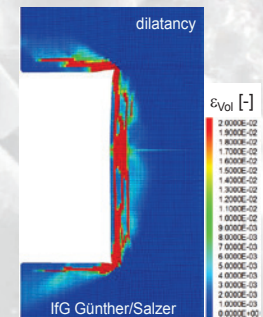 dilatancy
εVol [-]
2.0000E-02
1.9000E-02
1.8000E-02
1.7000E-02
1.6000E-02
1.5000E-02
1.4000E-02
1.3000E-02
1.2000E-02
1.1000E-02
1.0000E-02
9.0000E-03
8.0000E-03
7.0000E-03
6.0000E-03
5.0000E-03
4.0000E-03
3.0000E-03
2.0000E-03
1.0000E-03
0.0000E+00
IfG Günther/Salzer